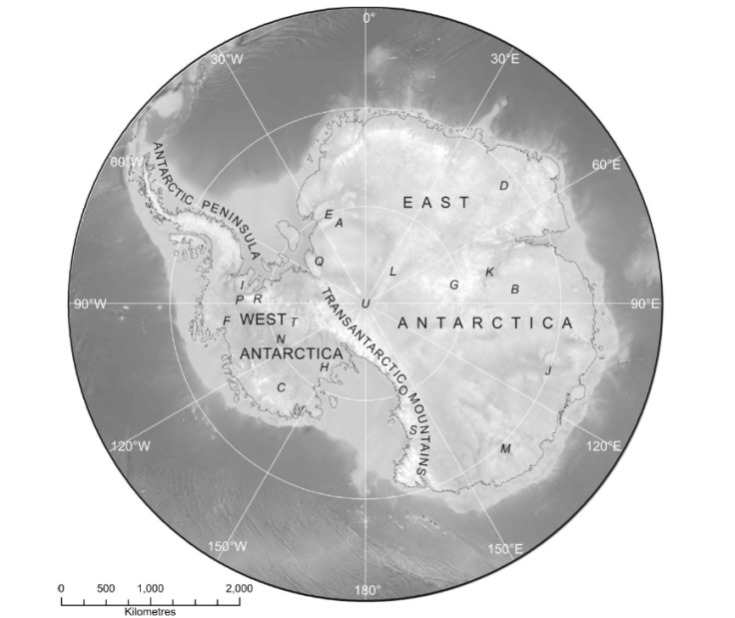 0°
30°W
30°E
60°W
60°E
ANTARCTIC PENINSULA
D
EAST
E
A
Q
L
K
G
B
I
P
R
U
90°W
90°E
F
WEST
T
TRANSANTARCTIC MOUNTAINS
ANTARCTICA
N
ANTARCTICA
H
J
C
O
S
M
120°W
120°E
150°W
150°E
180°
0 500 1,000 2,000
Kilometres